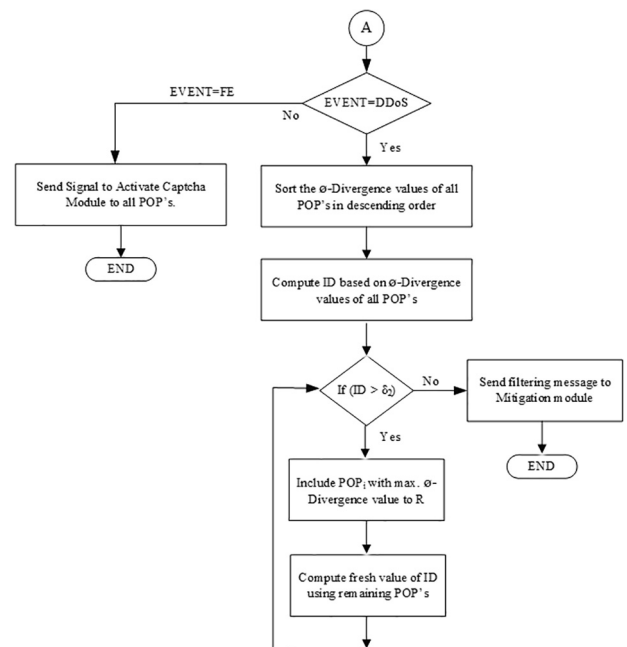 A
EVENT=FE
EVENT=DDoS
No
Yes
Send Signal to Activate Captcha
Module to all POP's.
Sort the ø-Divergence values of all
POP's in descending order
END
Compute ID based on ø-Divergence
values of all POP's
If (ID > δ2)
No
Send filtering message to
Mitigation module
Yes
END
Include POPi with max. ø-
Divergence value to R
Compute fresh value of ID
using remaining POP's